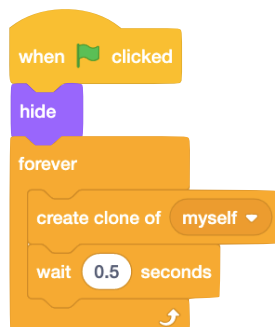 when clicked
hide
forever
create clone of myself
wait 0.5 seconds